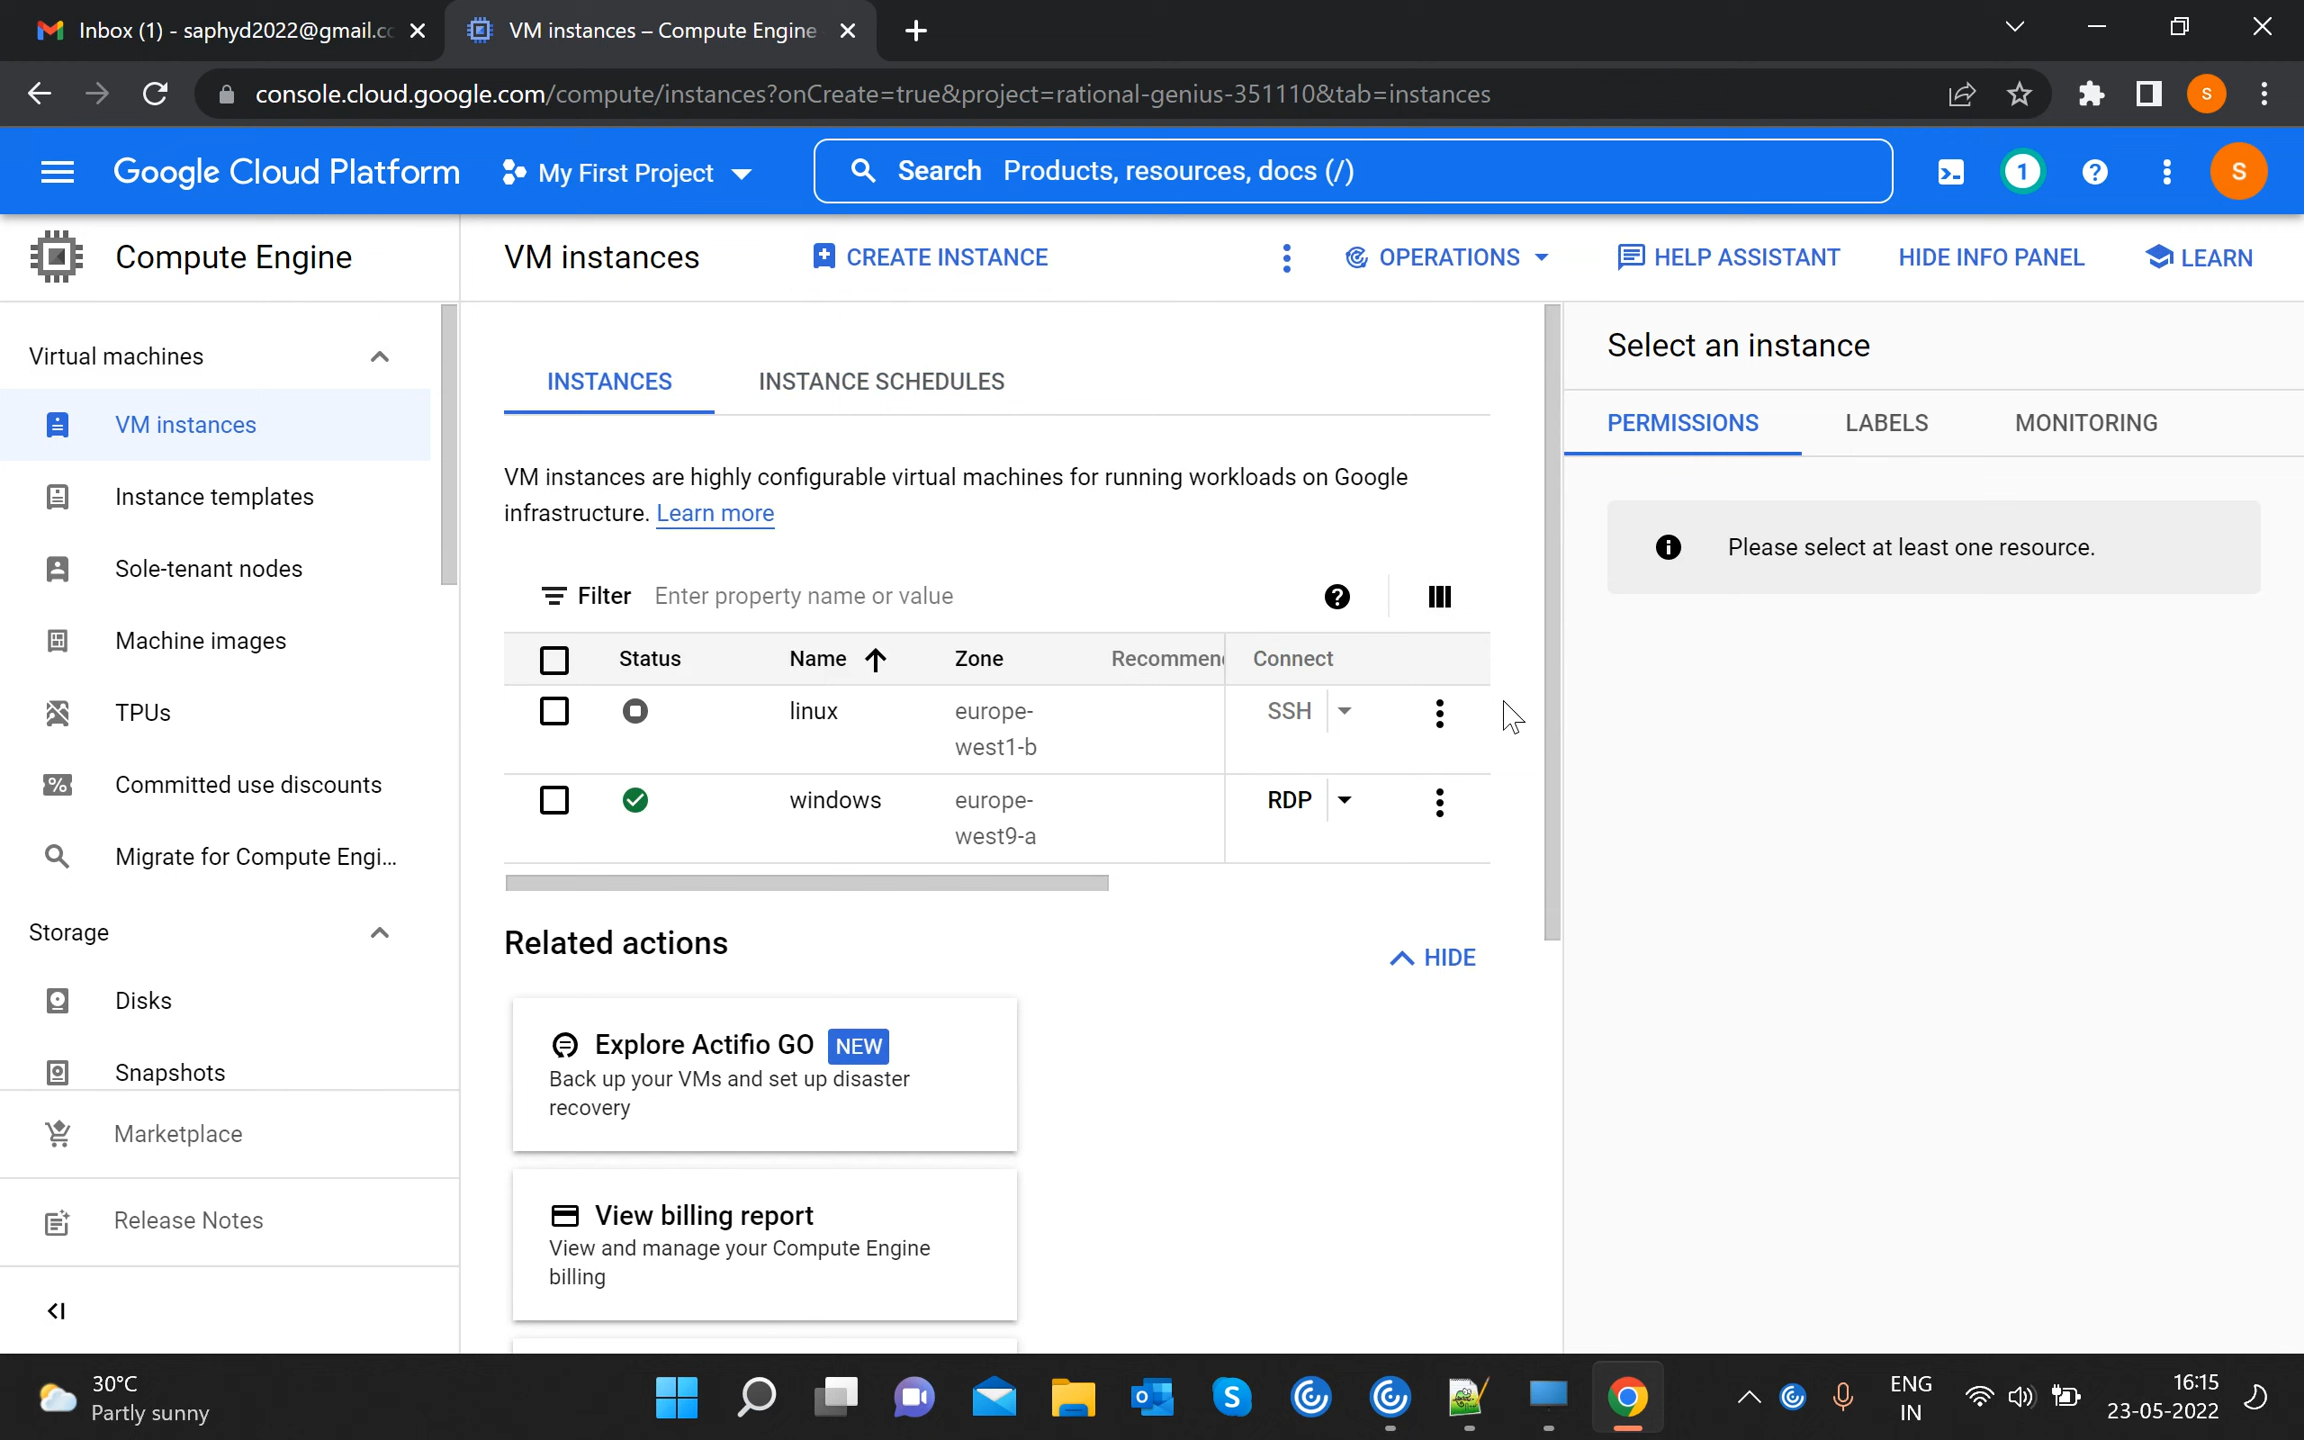 Inbox (1) - saphyd2022@gmail.cc
VM instances – Compute Engine
console.cloud.google.com/compute/instances?onCreate=true&project=rational-genius-351110&tab=instances
S
Google Cloud Platform
My First Project
Search Products, resources, docs (/)
1
S
Compute Engine
VM instances
CREATE INSTANCE
OPERATIONS
HELP ASSISTANT
HIDE INFO PANEL
LEARN
Virtual machines
VM instances
Instance templates
Sole-tenant nodes
Machine images
TPUs
Committed use discounts
Migrate for Compute Engi...
Storage
Disks
Snapshots
Marketplace
Release Notes
INSTANCES
INSTANCE SCHEDULES
VM instances are highly configurable virtual machines for running workloads on Google
infrastructure. Learn more
Filter Enter property name or value
Status Name Zone Recommen Connect
linux europe- SSH
west1-b
windows europe- RDP
west9-a
Related actions
HIDE
Explore Actifio GO NEW
Back up your VMs and set up disaster
recovery
View billing report
View and manage your Compute Engine
billing
Select an instance
PERMISSIONS
LABELS
MONITORING
Please select at least one resource.
30°C
Partly sunny
ENG
IN
16:15
23-05-2022